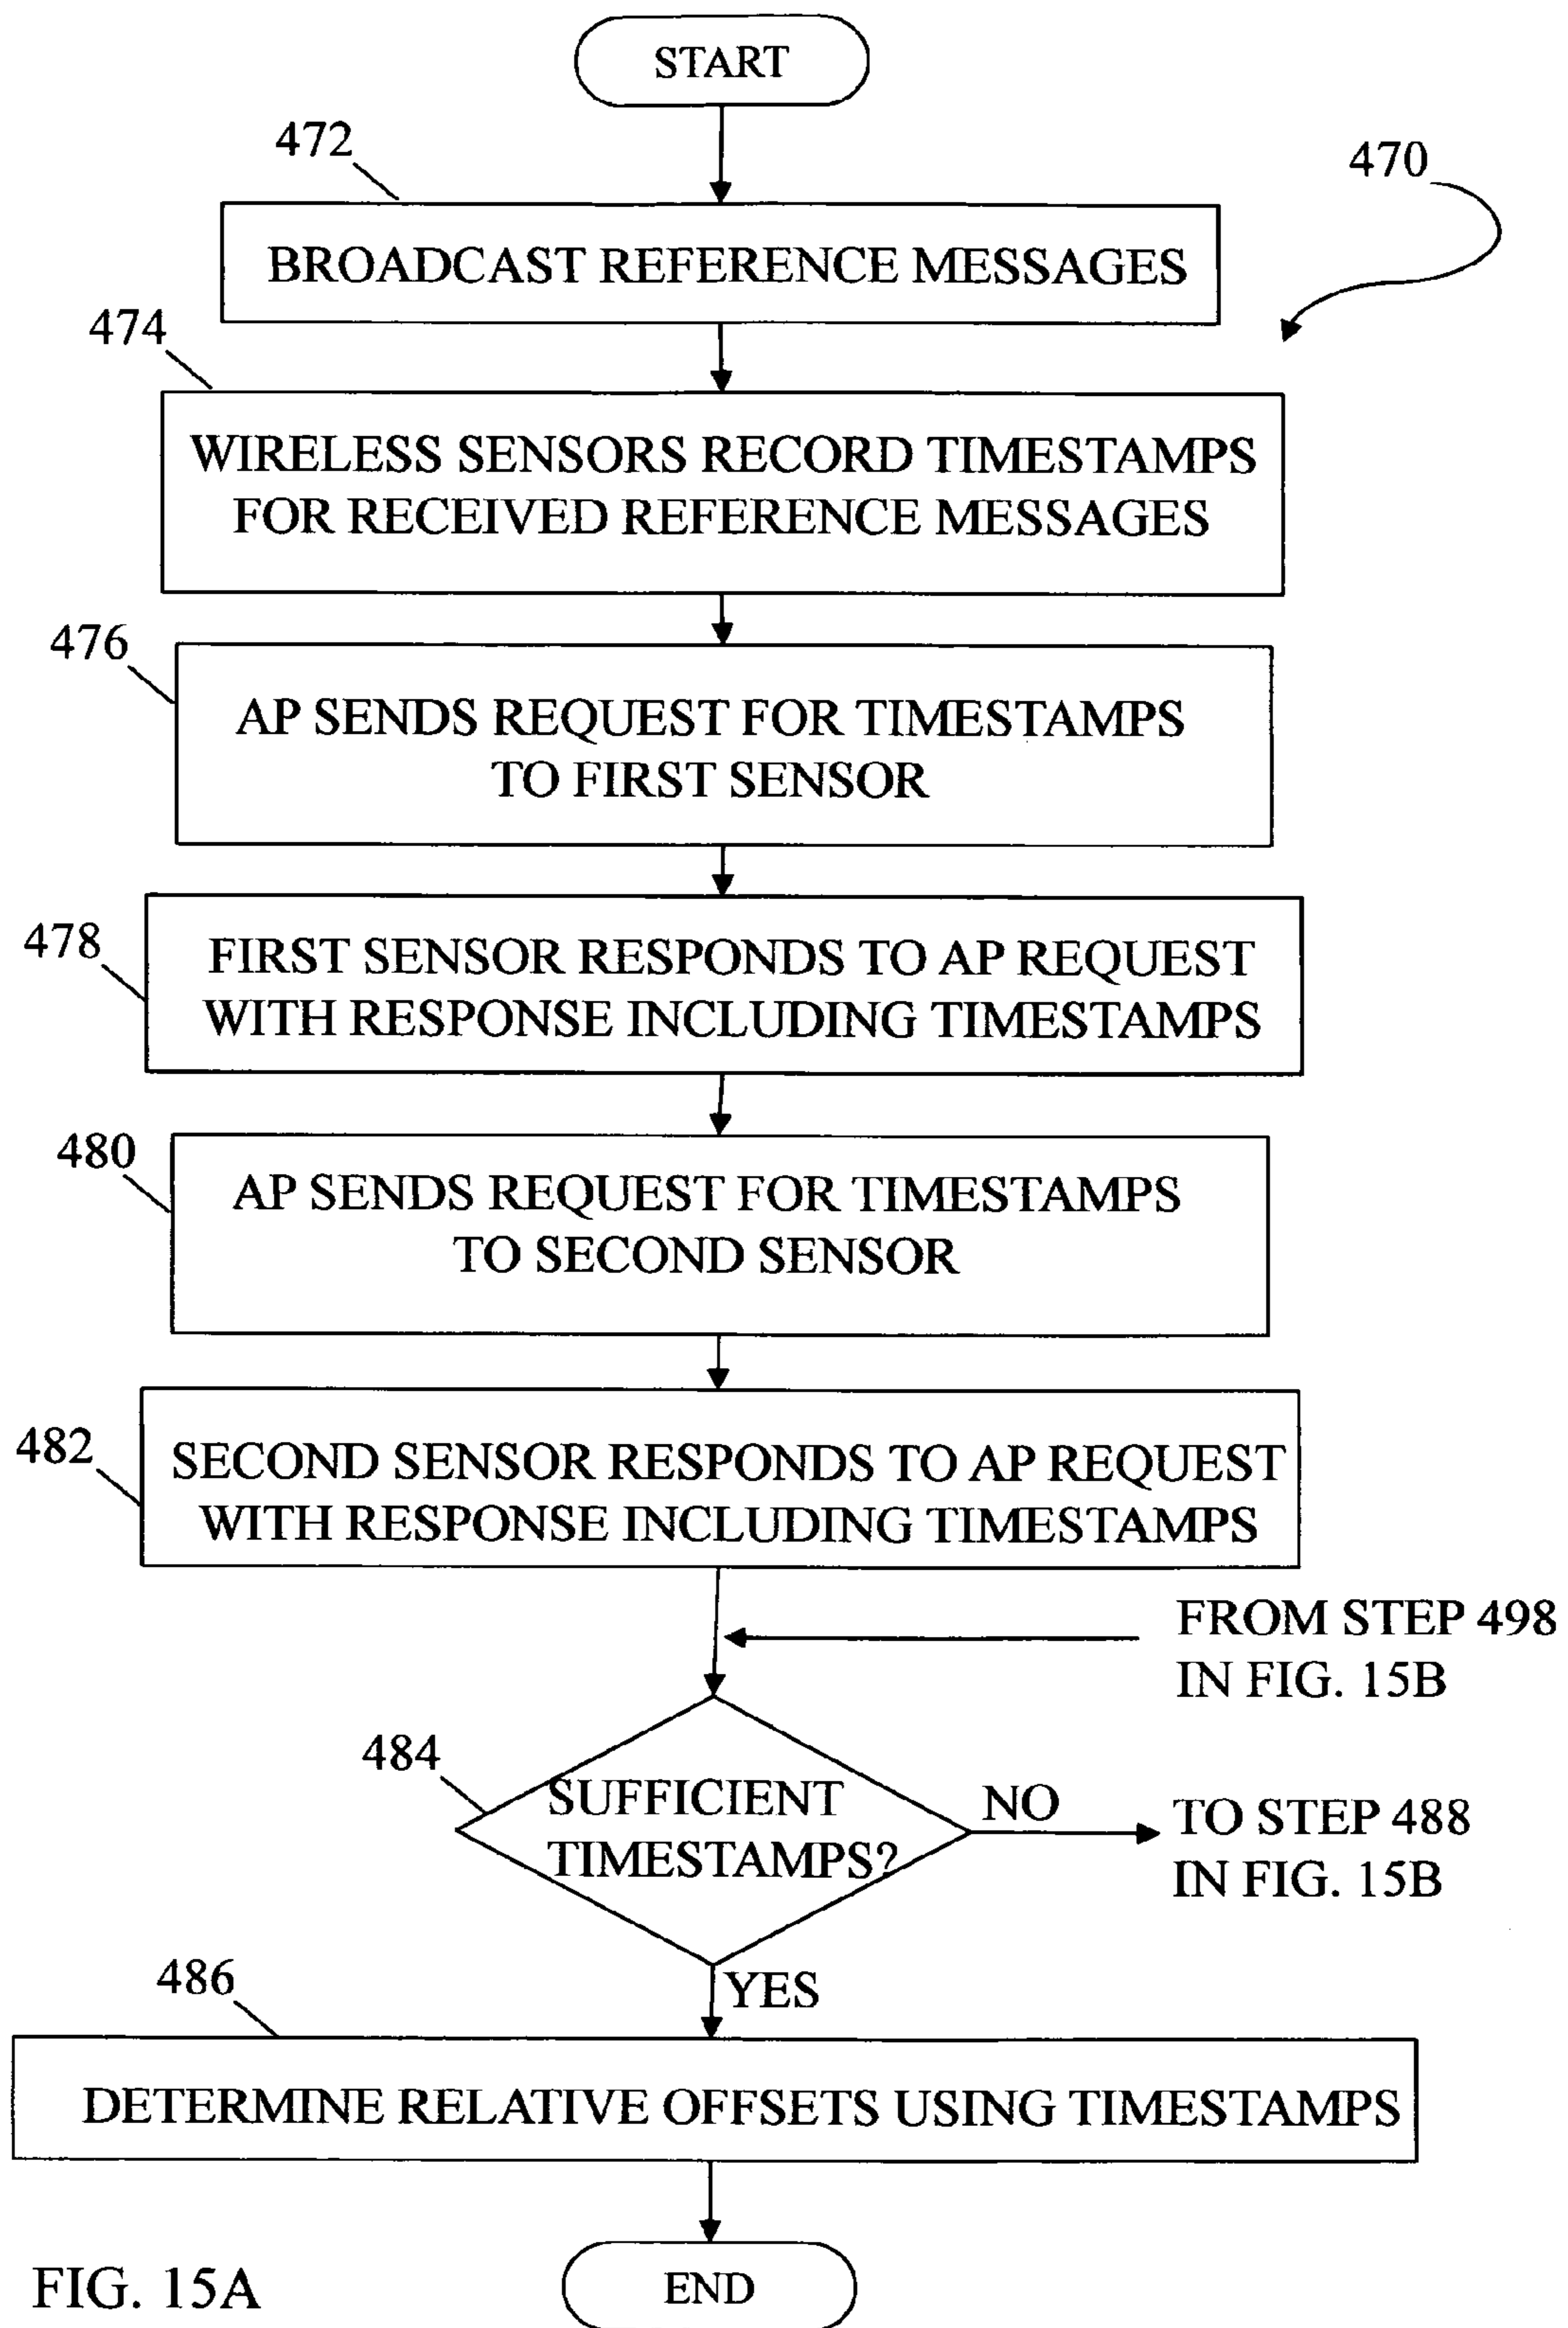 START
472
470
BROADCAST REFERENCE MESSAGES
474
WIRELESS SENSORS RECORD TIMESTAMPS
FOR RECEIVED REFERENCE MESSAGES
476
AP SENDS REQUEST FOR TIMESTAMPS
TO FIRST SENSOR
478
FIRST SENSOR RESPONDS TO AP REQUEST
WITH RESPONSE INCLUDING TIMESTAMPS
480
AP SENDS REQUEST FOR TIMESTAMPS
TO SECOND SENSOR
482
SECOND SENSOR RESPONDS TO AP REQUEST
WITH RESPONSE INCLUDING TIMESTAMPS
FROM STEP 498
IN FIG. 15B
484
SUFFICIENT
TIMESTAMPS?
NO
TO STEP 488
IN FIG. 15B
YES
486
DETERMINE RELATIVE OFFSETS USING TIMESTAMPS
END
FIG. 15A